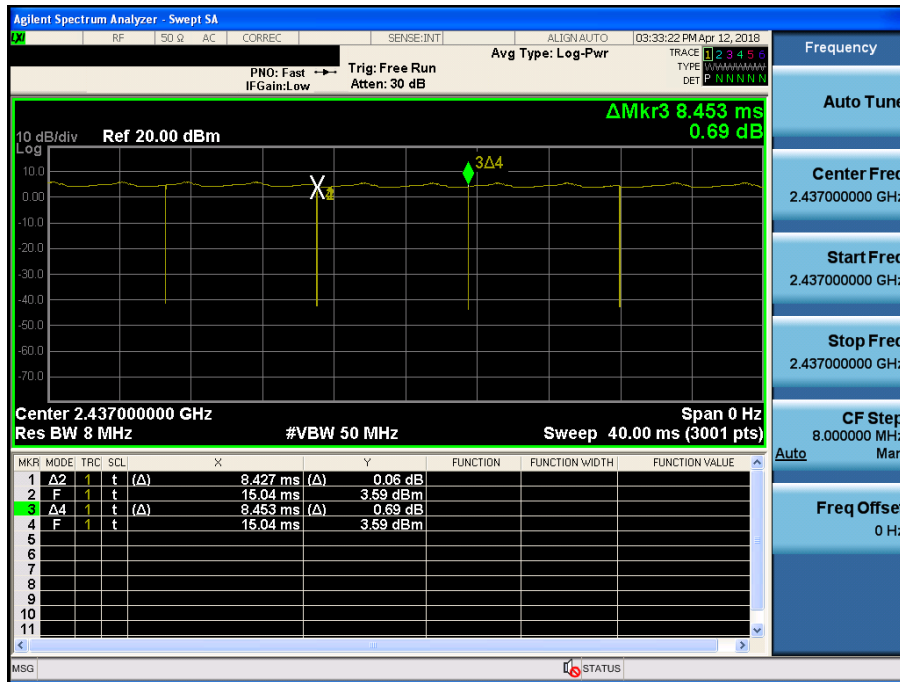 Agilent Spectrum Analyzer - Swept SA
LXI RF 50 Ω AC CORREC SENSE:INT ALIGN AUTO 03:33:22 PM Apr 12, 2018
PNO: Fast
IFGain:Low
Trig: Free Run
Atten: 30 dB
Avg Type: Log-Pwr
TRACE 1 2 3 4 5 6
TYPE
DET P N N N N N
ΔMkr3 8.453 ms
0.69 dB
10 dB/div Ref 20.00 dBm
Log
10.0
0.00
-10.0
-20.0
-30.0
-40.0
-50.0
-60.0
-70.0
3Δ4
Center 2.437000000 GHz Span 0 Hz
Res BW 8 MHz #VBW 50 MHz Sweep 40.00 ms (3001 pts)
MKR MODE TRC SCL X Y FUNCTION FUNCTION WIDTH FUNCTION VALUE
1 Δ2 1 t (Δ) 8.427 ms (Δ) 0.06 dB
2 F 1 t 15.04 ms 3.59 dBm
3 Δ4 1 t (Δ) 8.453 ms (Δ) 0.69 dB
4 F 1 t 15.04 ms 3.59 dBm
5
6
7
8
9
10
11
MSG STATUS
Frequency
Auto Tune
Center Freq
2.437000000 GHz
Start Freq
2.437000000 GHz
Stop Freq
2.437000000 GHz
CF Step
8.000000 MHz
Auto Man
Freq Offset
0 Hz